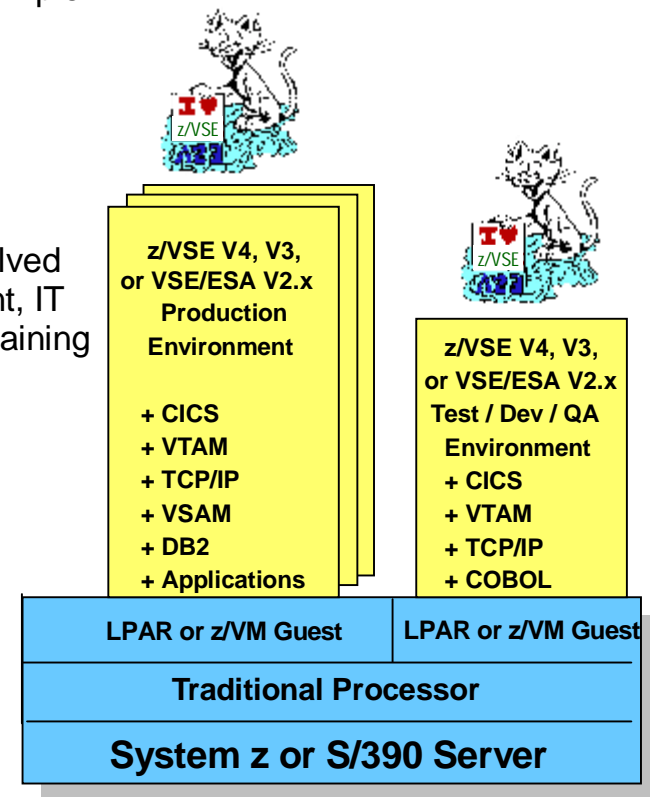 I ♥
z/VSE
I ♥
z/VSE
z/VSE V4, V3,
or VSE/ESA V2.x
Production
Environment
+ CICS
+ VTAM
+ TCP/IP
+ VSAM
+ DB2
+ Applications
z/VSE V4, V3,
or VSE/ESA V2.x
Test / Dev / QA
Environment
+ CICS
+ VTAM
+ TCP/IP
+ COBOL
LPAR or z/VM Guest
LPAR or z/VM Guest
Traditional Processor
System z or S/390 Server